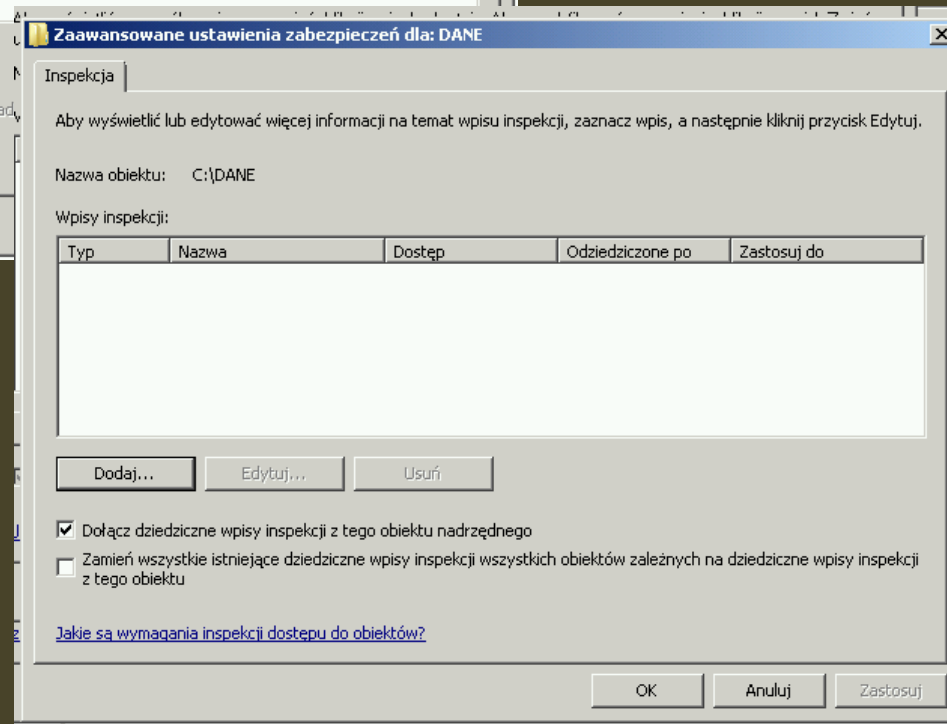 Zaawansowane ustawienia zabezpieczeń dla: DANE
Inspekcja
Aby wyświetlić lub edytować więcej informacji na temat wpisu inspekcji, zaznacz wpis, a następnie kliknij przycisk Edytuj.
Nazwa obiektu: C:\DANE
Wpisy inspekcji:
Typ Nazwa Dostęp Odziedziczone po Zastosuj do
Dodaj... Edytuj... Usuń
Dołącz dziedziczne wpisy inspekcji z tego obiektu nadrzędnego
Zamień wszystkie istniejące dziedziczne wpisy inspekcji wszystkich obiektów zależnych na dziedziczne wpisy inspekcji
z tego obiektu
Jakie są wymagania inspekcji dostępu do obiektów?
OK Anuluj Zastosuj